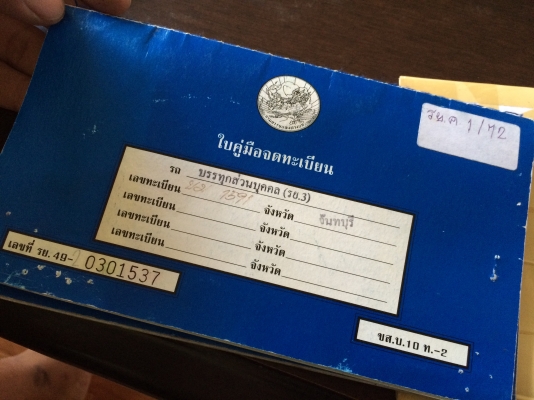 ใบคู่มือจดทะเบียน
รถ บรรทุกส่วนบุคคล (รย.3)
เลขทะเบียน 1591 จังหวัด จันทบุรี
เลขทะเบียน จังหวัด
เลขทะเบียน จังหวัด
เลขทะเบียน จังหวัด
เลขที่ รย. 49- 0301537
ขส.บ.10 ท.-2
1/72